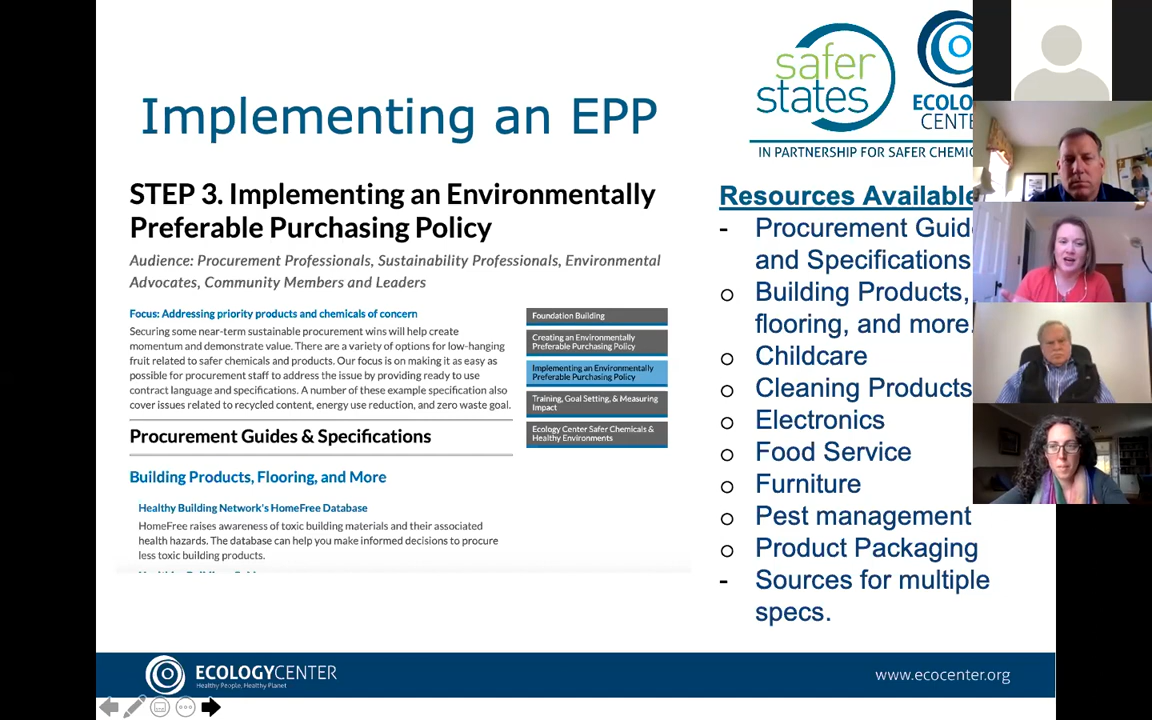 Implementing an EPP
safer
states
ECOLOGY
CENTE
IN PARTNERSHIP FOR SAFER CHEMIC
STEP 3. Implementing an Environmentally
Preferable Purchasing Policy
Audience: Procurement Professionals, Sustainability Professionals, Environmental
Advocates, Community Members and Leaders
Focus: Addressing priority products and chemicals of concern
Securing some near-term sustainable procurement wins will help create
momentum and demonstrate value. There are a variety of options for low-hanging
fruit related to safer chemicals and products. Our focus is on making it as easy as
possible for procurement staff to address the issue by providing ready to use
contract language and specifications. A number of these example specification also
cover issues related to recycled content, energy use reduction, and zero waste goal.
Foundation Building
Creating an Environmentally
Preferable Purchasing Policy
Implementing an Environmentally
Preferable Purchasing Policy
Training, Goal Setting, & Measuring
Impact
Ecology Center Safer Chemicals &
Healthy Environments
Procurement Guides & Specifications
Building Products, Flooring, and More
Healthy Building Network's HomeFree Database
HomeFree raises awareness of toxic building materials and their associated
health hazards. The database can help you make informed decisions to procure
less toxic building products.
Resources Available
- Procurement Guide
and Specifications
o Building Products,
flooring, and more.
o Childcare
o Cleaning Products
o Electronics
o Food Service
o Furniture
o Pest management
o Product Packaging
- Sources for multiple
specs.
ECOLOGYCENTER
Healthy People, Healthy Planet
www.ecocenter.org